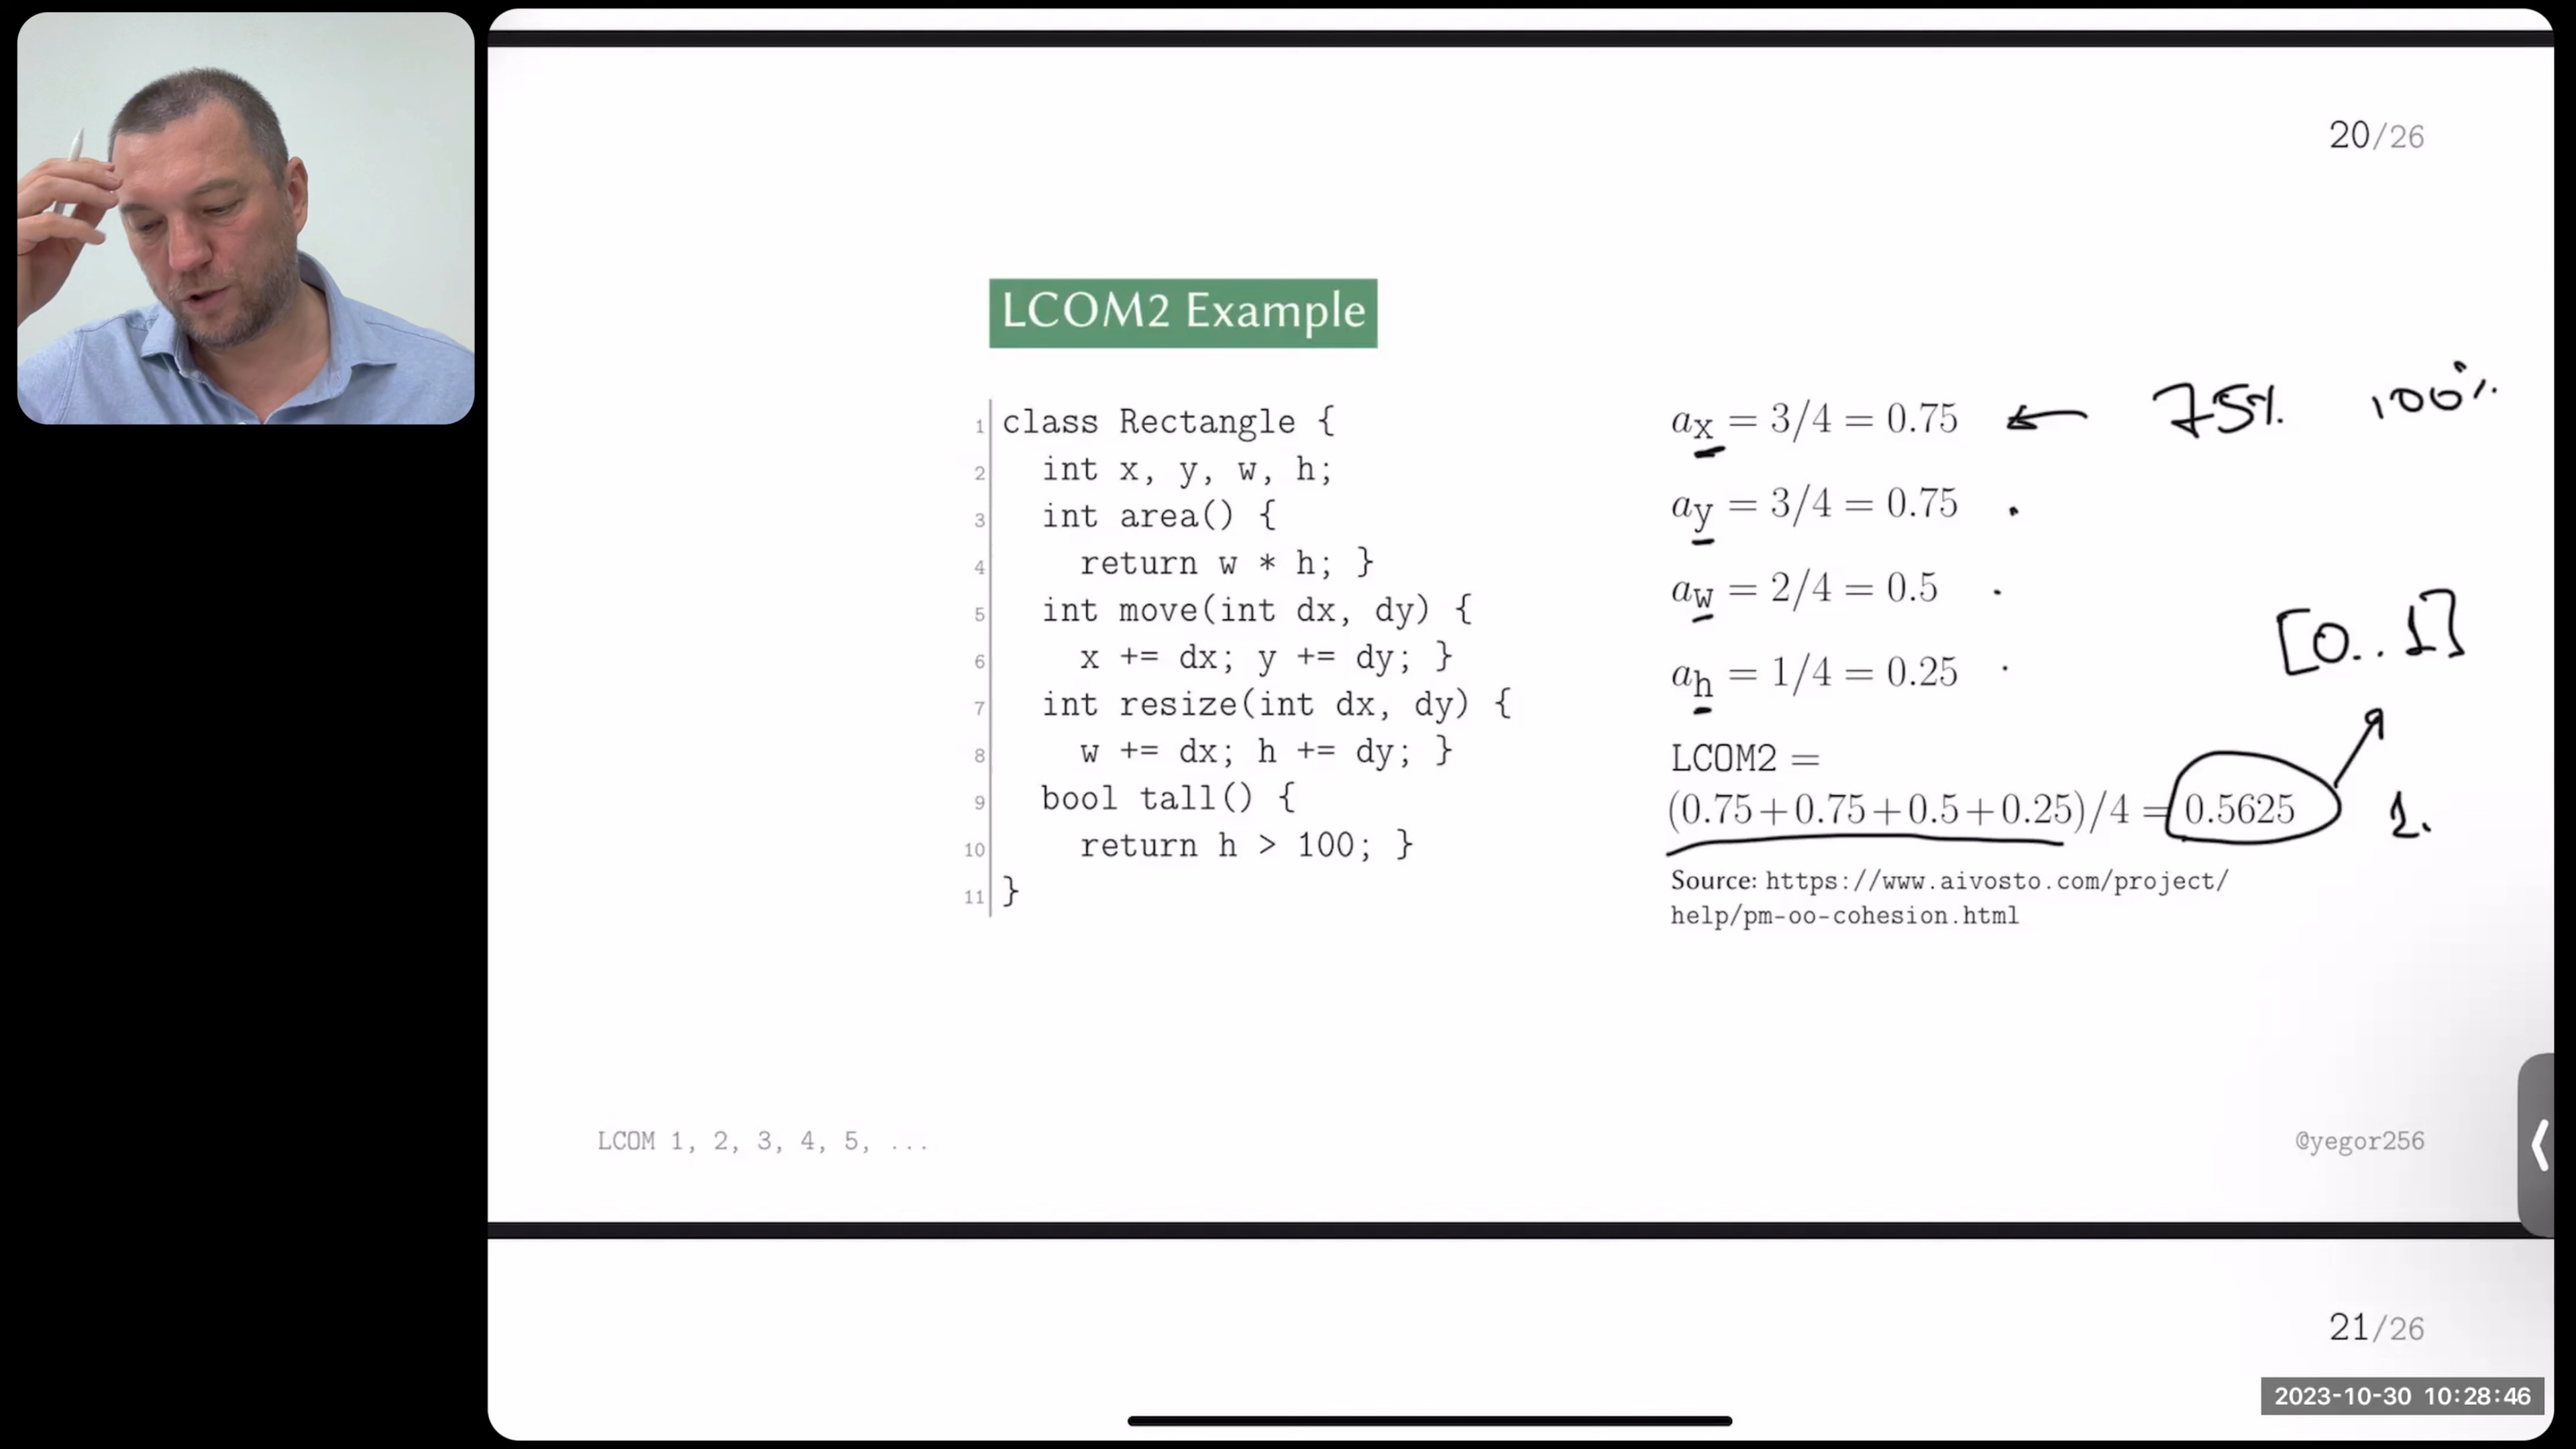 20/26
LCOM2 Example
1 class Rectangle {
2 int x, y, w, h;
3 int area() {
4 return w * h; }
5 int move(int dx, dy) {
6 x += dx; y += dy; }
7 int resize(int dx, dy) {
8 w += dx; h += dy; }
9 bool tall() {
10 return h > 100; }
11 }
ax = 3/4 = 0.75 ← 75% 100%
ay = 3/4 = 0.75
aw = 2/4 = 0.5
[0..1]
ah = 1/4 = 0.25
LCOM2 =
(0.75+0.75+0.5+0.25)/4 = 0.5625 1.
Source: https://www.aivosto.com/project/
help/pm-oo-cohesion.html
LCOM 1, 2, 3, 4, 5, ...
@yegor256
21/26
2023-10-30 10:28:46